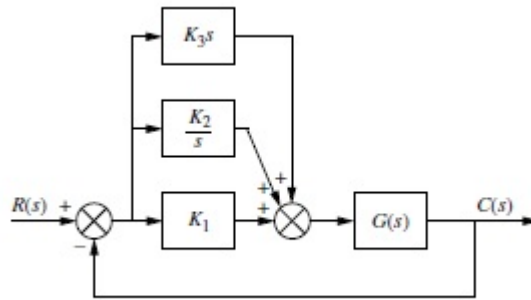 K3s
K2
s
R(s) + K1 + + + G(s) C(s)
−